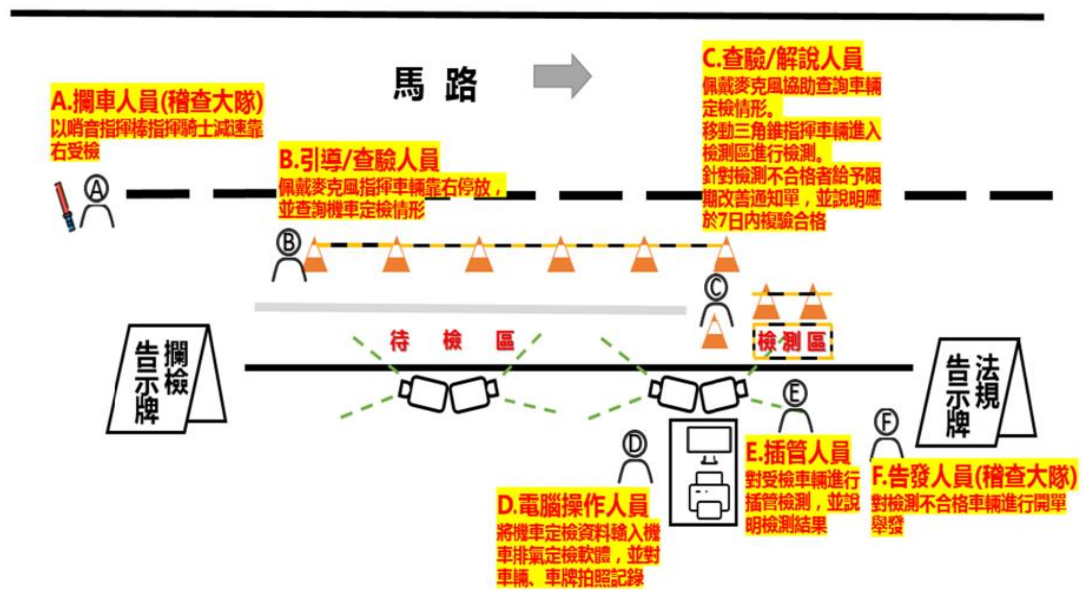 馬路
A.攔車人員(稽查大隊)
以哨音指揮棒指揮騎士減速靠
右受檢
A
B.引導/查驗人員
佩戴麥克風指揮車輛靠右停放，
並查詢機車定檢情形
B
C.查驗/解說人員
佩戴麥克風協助查詢車輛
定檢情形。
移動三角錐指揮車輛進入
檢測區進行檢測。
針對檢測不合格者給予限
期改善通知單，並說明應
於7日內複驗合格
C
待檢區
檢測區
攔檢
告示牌
法規
告示牌
D
D.電腦操作人員
將機車定檢資料輸入機
車排氣定檢軟體，並對
車輛、車牌拍照記錄
E
E.插管人員
對受檢車輛進行
插管檢測，並說
明檢測結果
F
F.告發人員(稽查大隊)
對檢測不合格車輛進行開單
舉發